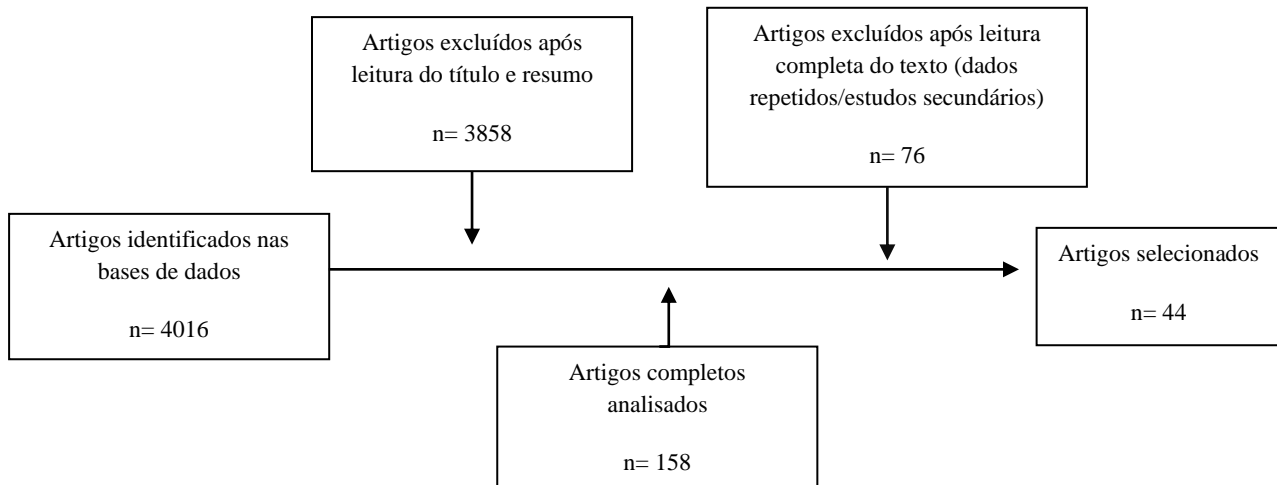 Artigos excluídos após
leitura do título e resumo
n= 3858
Artigos excluídos após leitura
completa do texto (dados
repetidos/estudos secundários)
n= 76
Artigos identificados nas
bases de dados
n= 4016
Artigos selecionados
n= 44
Artigos completos
analisados
n= 158